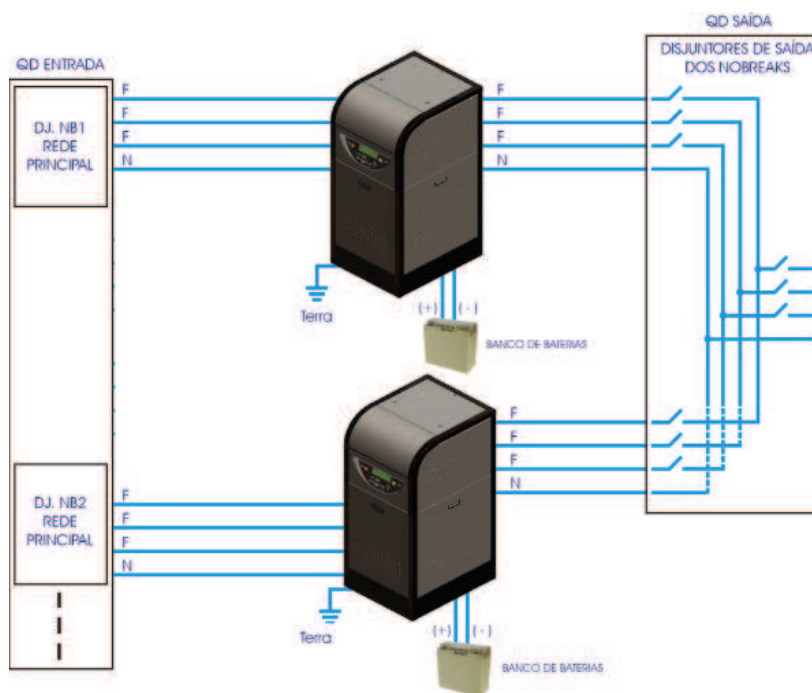 QD SAÍDA
DISJUNTORES DE SAÍDA
DOS NOBREAKS
QD ENTRADA
DJ. NB1
REDE
PRINCIPAL
F
F
F
N
F
F
F
N
Terra
(+)
(-)
BANCO DE BATERIAS
F
F
F
N
DJ. NB2
REDE
PRINCIPAL
F
F
F
N
Terra
(+)
(-)
BANCO DE BATERIAS